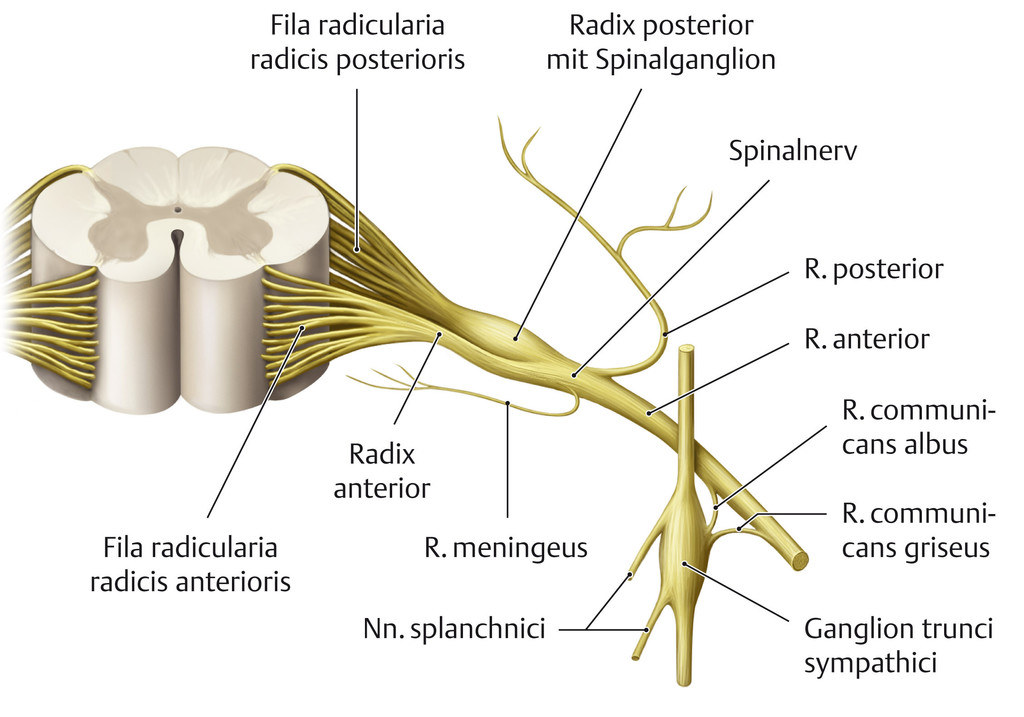 Fila radicularia
radicis posterioris
Radix posterior
mit Spinalganglion
Spinalnerv
R. posterior
R. anterior
R. communi-
cans albus
Radix
anterior
R. communi-
cans griseus
Fila radicularia
radicis anterioris
R. meningeus
Nn. splanchnici
Ganglion trunci
sympathici